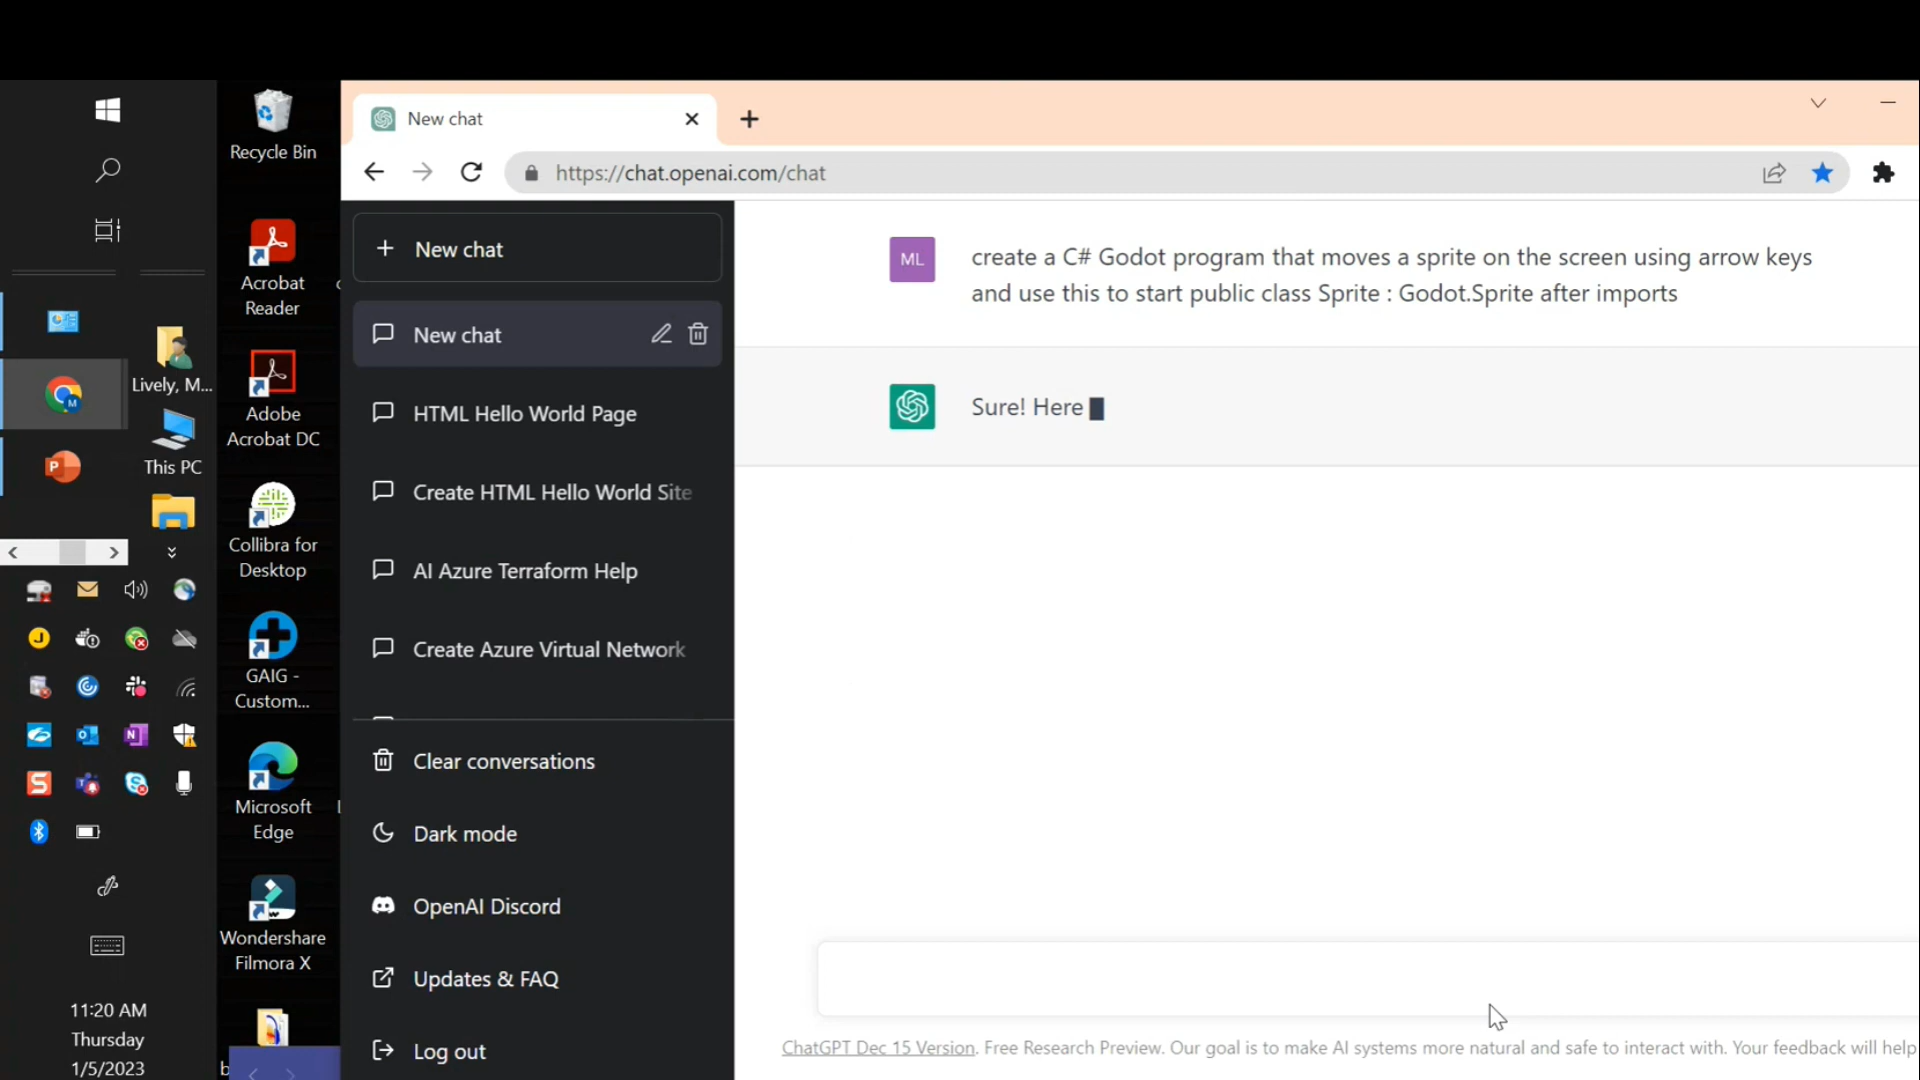 Recycle Bin
Acrobat
Reader
Adobe
Acrobat DC
Collibra for
Desktop
GAIG -
Custom...
Microsoft
Edge
Wondershare
Filmora X
Lively, M...
This PC
11:20 AM
Thursday
1/5/2023
New chat
https://chat.openai.com/chat
New chat
New chat
HTML Hello World Page
Create HTML Hello World Site
AI Azure Terraform Help
Create Azure Virtual Network
Clear conversations
Dark mode
OpenAI Discord
Updates & FAQ
Log out
ML
create a C# Godot program that moves a sprite on the screen using arrow keys
and use this to start public class Sprite : Godot.Sprite after imports
Sure! Here
ChatGPT Dec 15 Version. Free Research Preview. Our goal is to make AI systems more natural and safe to interact with. Your feedback will help